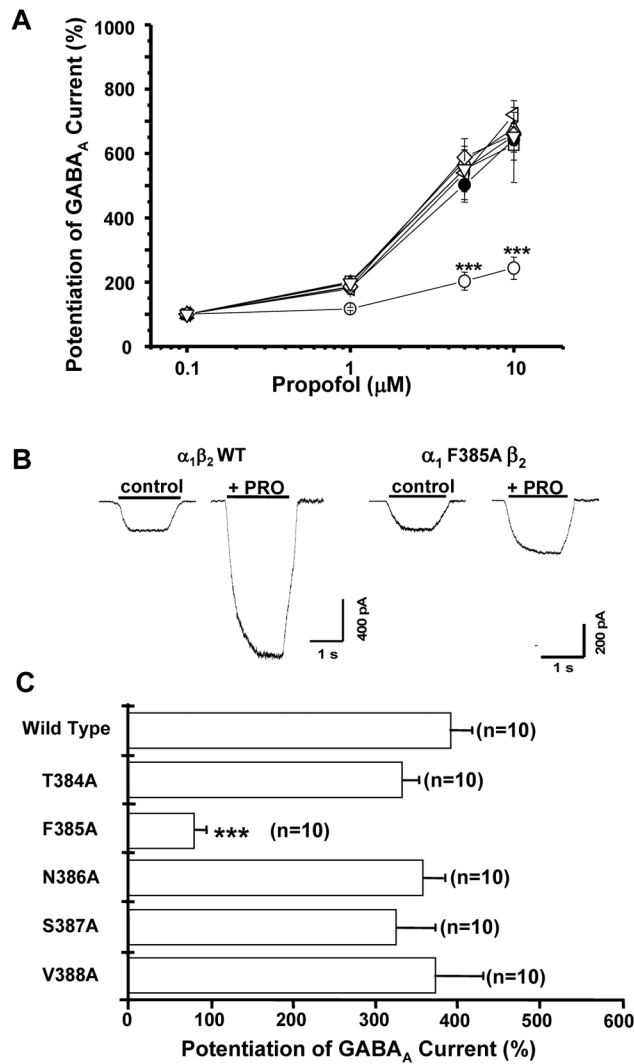 A
Potentiation of GABA_A Current (%)
1000
800
600
400
200
0
***
***
0.1
1
10
Propofol (μM)
B
α₁β₂ WT
α₁ F385A β₂
control
+ PRO
control
+ PRO
400 pA
1 s
200 pA
1 s
C
Wild Type
(n=10)
T384A
(n=10)
F385A
***
(n=10)
N386A
(n=10)
S387A
(n=10)
V388A
(n=10)
0
100
200
300
400
500
600
Potentiation of GABA_A Current (%)